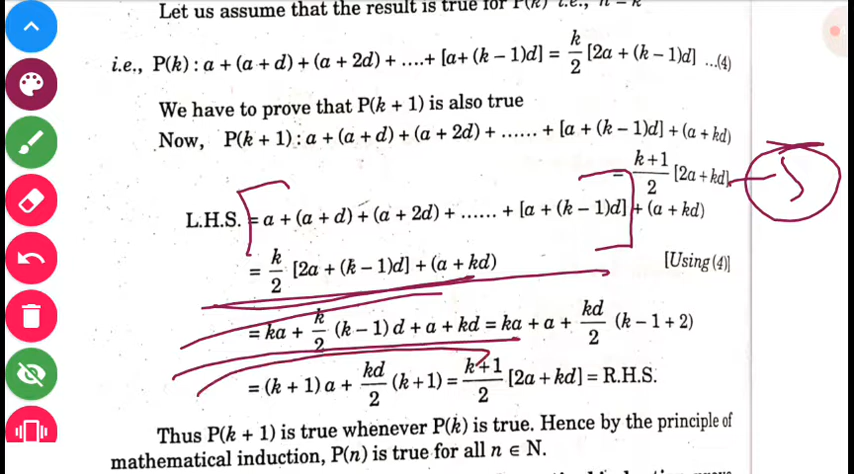 Let us assume that the result is true for P(k) i.e., n = k
i.e., P(k) : a + (a + d) + (a + 2d) + ....+ [a+ (k – 1)d] = k/2 [2a + (k – 1)d] ...(4)
We have to prove that P(k + 1) is also true
Now, P(k + 1) : a + (a + d) + (a + 2d) + ...... + [a + (k – 1)d] + (a + kd)
= k+1/2 [2a + kd]
L.H.S. = a + (a + d) + (a + 2d) + ...... + [a + (k – 1)d] + (a + kd)
= k/2 [2a + (k – 1)d] + (a + kd) [Using (4)]
= ka + k/2 (k – 1) d + a + kd = ka + a + kd/2 (k – 1 + 2)
= (k + 1) a + kd/2 (k + 1) = k+1/2 [2a + kd] = R.H.S.
Thus P(k + 1) is true whenever P(k) is true. Hence by the principle of
mathematical induction, P(n) is true for all n ∈ N.